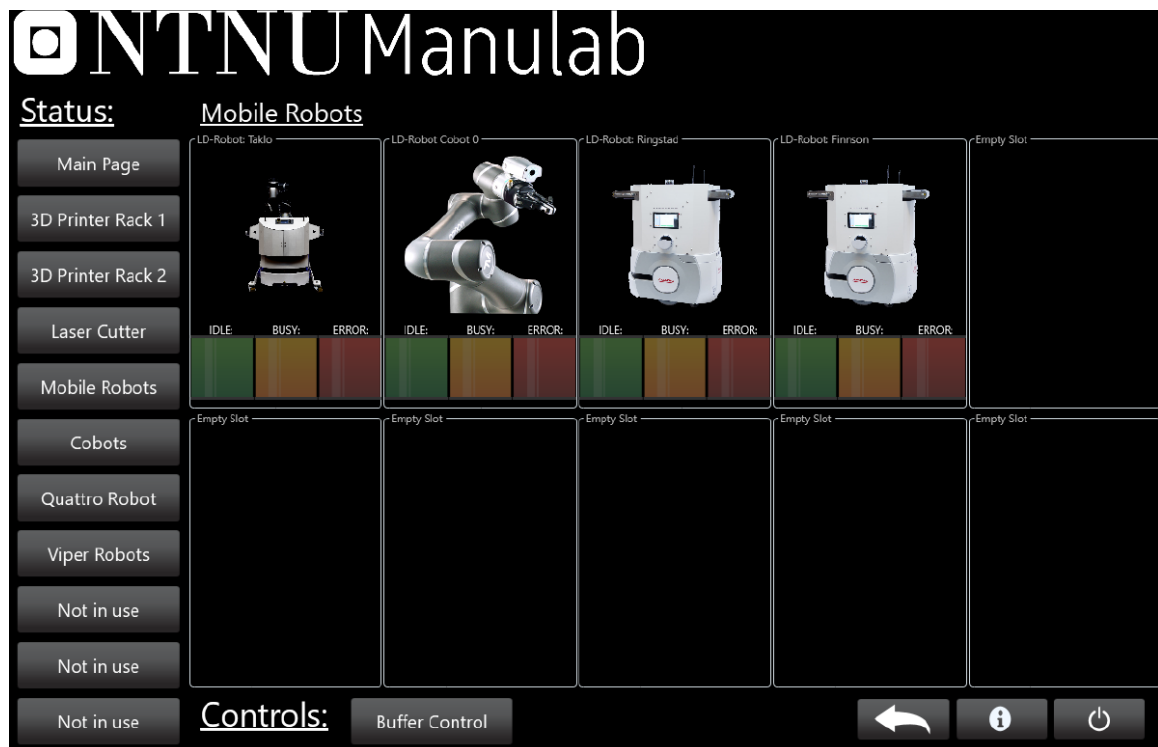 NTNU Manulab
Status:
Mobile Robots
Main Page
3D Printer Rack 1
3D Printer Rack 2
Laser Cutter
Mobile Robots
Cobots
Quattro Robot
Viper Robots
Not in use
Not in use
Not in use
LD-Robot: Taklo
IDLE: BUSY: ERROR:
LD-Robot Cobot 0
IDLE: BUSY: ERROR:
LD-Robot: Ringstad
IDLE: BUSY: ERROR:
LD-Robot: Finnson
IDLE: BUSY: ERROR:
Empty Slot
Empty Slot
Empty Slot
Empty Slot
Empty Slot
Empty Slot
Controls:
Buffer Control